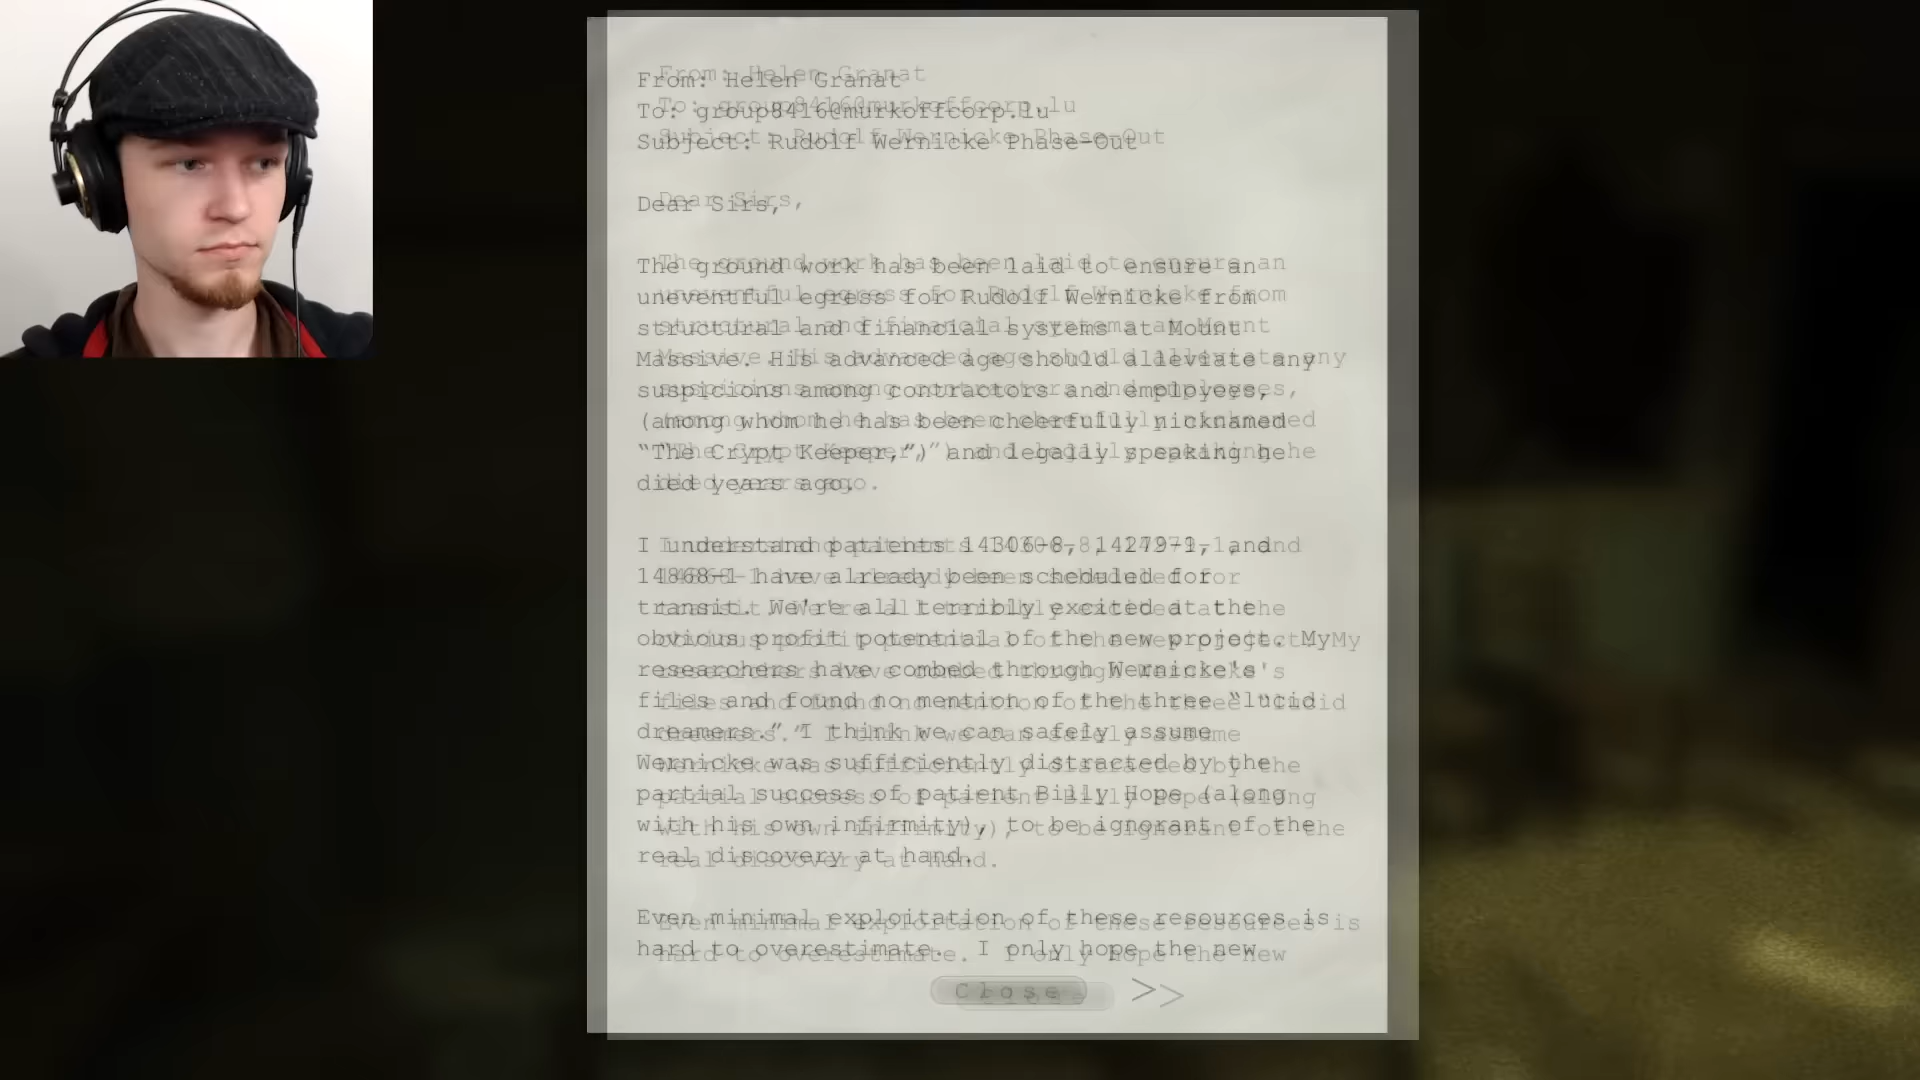 From: Helen Granat
To: group8416@murkoffcorp.lu
Subject: Rudolf Wernicke Phase-Out
Dear Sirs,
The ground work has been laid to ensure an
uneventful egress for Rudolf Wernicke from
structural and financial systems at Mount
Massive. His advanced age should alleviate any
suspicions among contractors and employees,
(among whom he has been cheerfully nicknamed
“The Crypt Keeper,”) and legally speaking he
died years ago.
I understand patients 14306-8, 14279-1, and
14868-1 have already been scheduled for
transit. We're all terribly excited at the
obvious profit potential of the new project. My
researchers have combed through Wernicke's
files and found no mention of the three “lucid
dreamers.” I think we can safely assume
Wernicke was sufficiently distracted by the
partial success of patient Billy Hope (along
with his own infirmity), to be ignorant of the
real discovery at hand.
Even minimal exploitation of these resources is
hard to overestimate. I only hope the new
Close >>